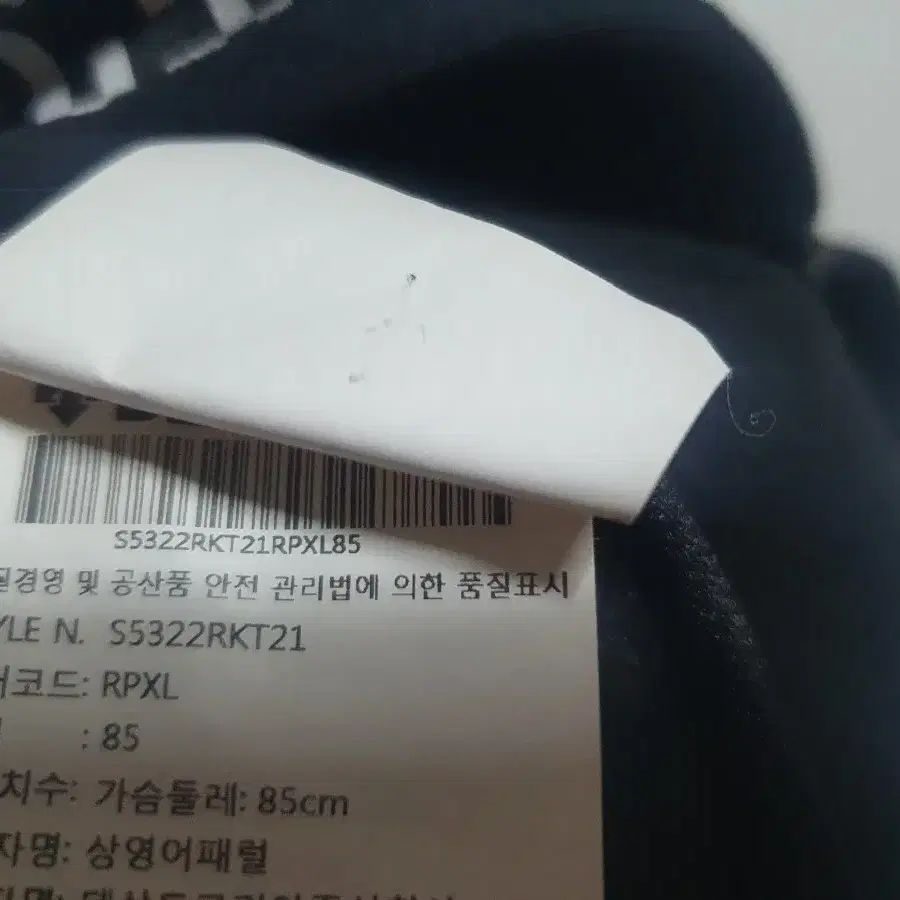 S5322RKT21RPXL85
질경영 및 공산품 안전 관리법에 의한 품질표시
YLE N. S5322RKT21
코드: RPXL
: 85
치수: 가슴둘레: 85cm
자명: 상영어패럴